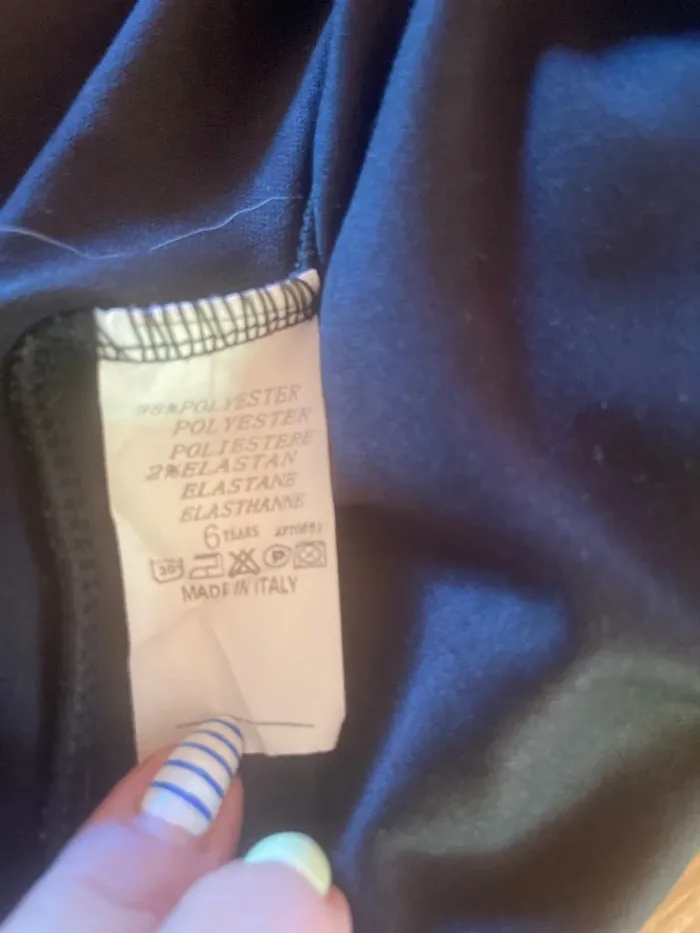 98%POLYESTER
POLYESTER
POLIESTERE
2%ELASTAN
ELASTANE
ELASTHANNE
6 YEARS
30°
P
MADE IN ITALY